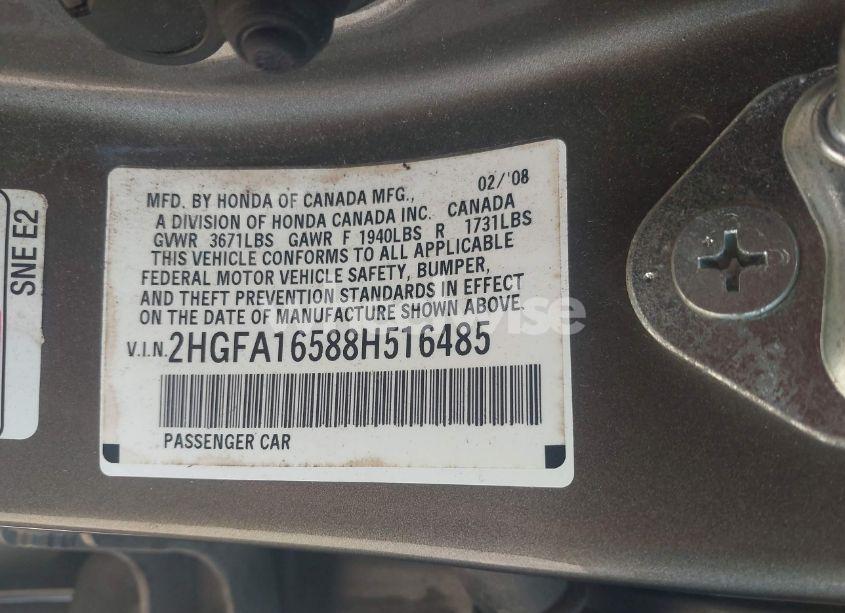 MFD. BY HONDA OF CANADA MFG., 02/'08
A DIVISION OF HONDA CANADA INC. CANADA
GVWR 3671LBS GAWR F 1940LBS R 1731LBS
THIS VEHICLE CONFORMS TO ALL APPLICABLE
FEDERAL MOTOR VEHICLE SAFETY, BUMPER,
AND THEFT PREVENTION STANDARDS IN EFFECT
ON THE DATE OF MANUFACTURE SHOWN ABOVE.
V.I.N. 2HGFA16588H516485
PASSENGER CAR
SNE E2